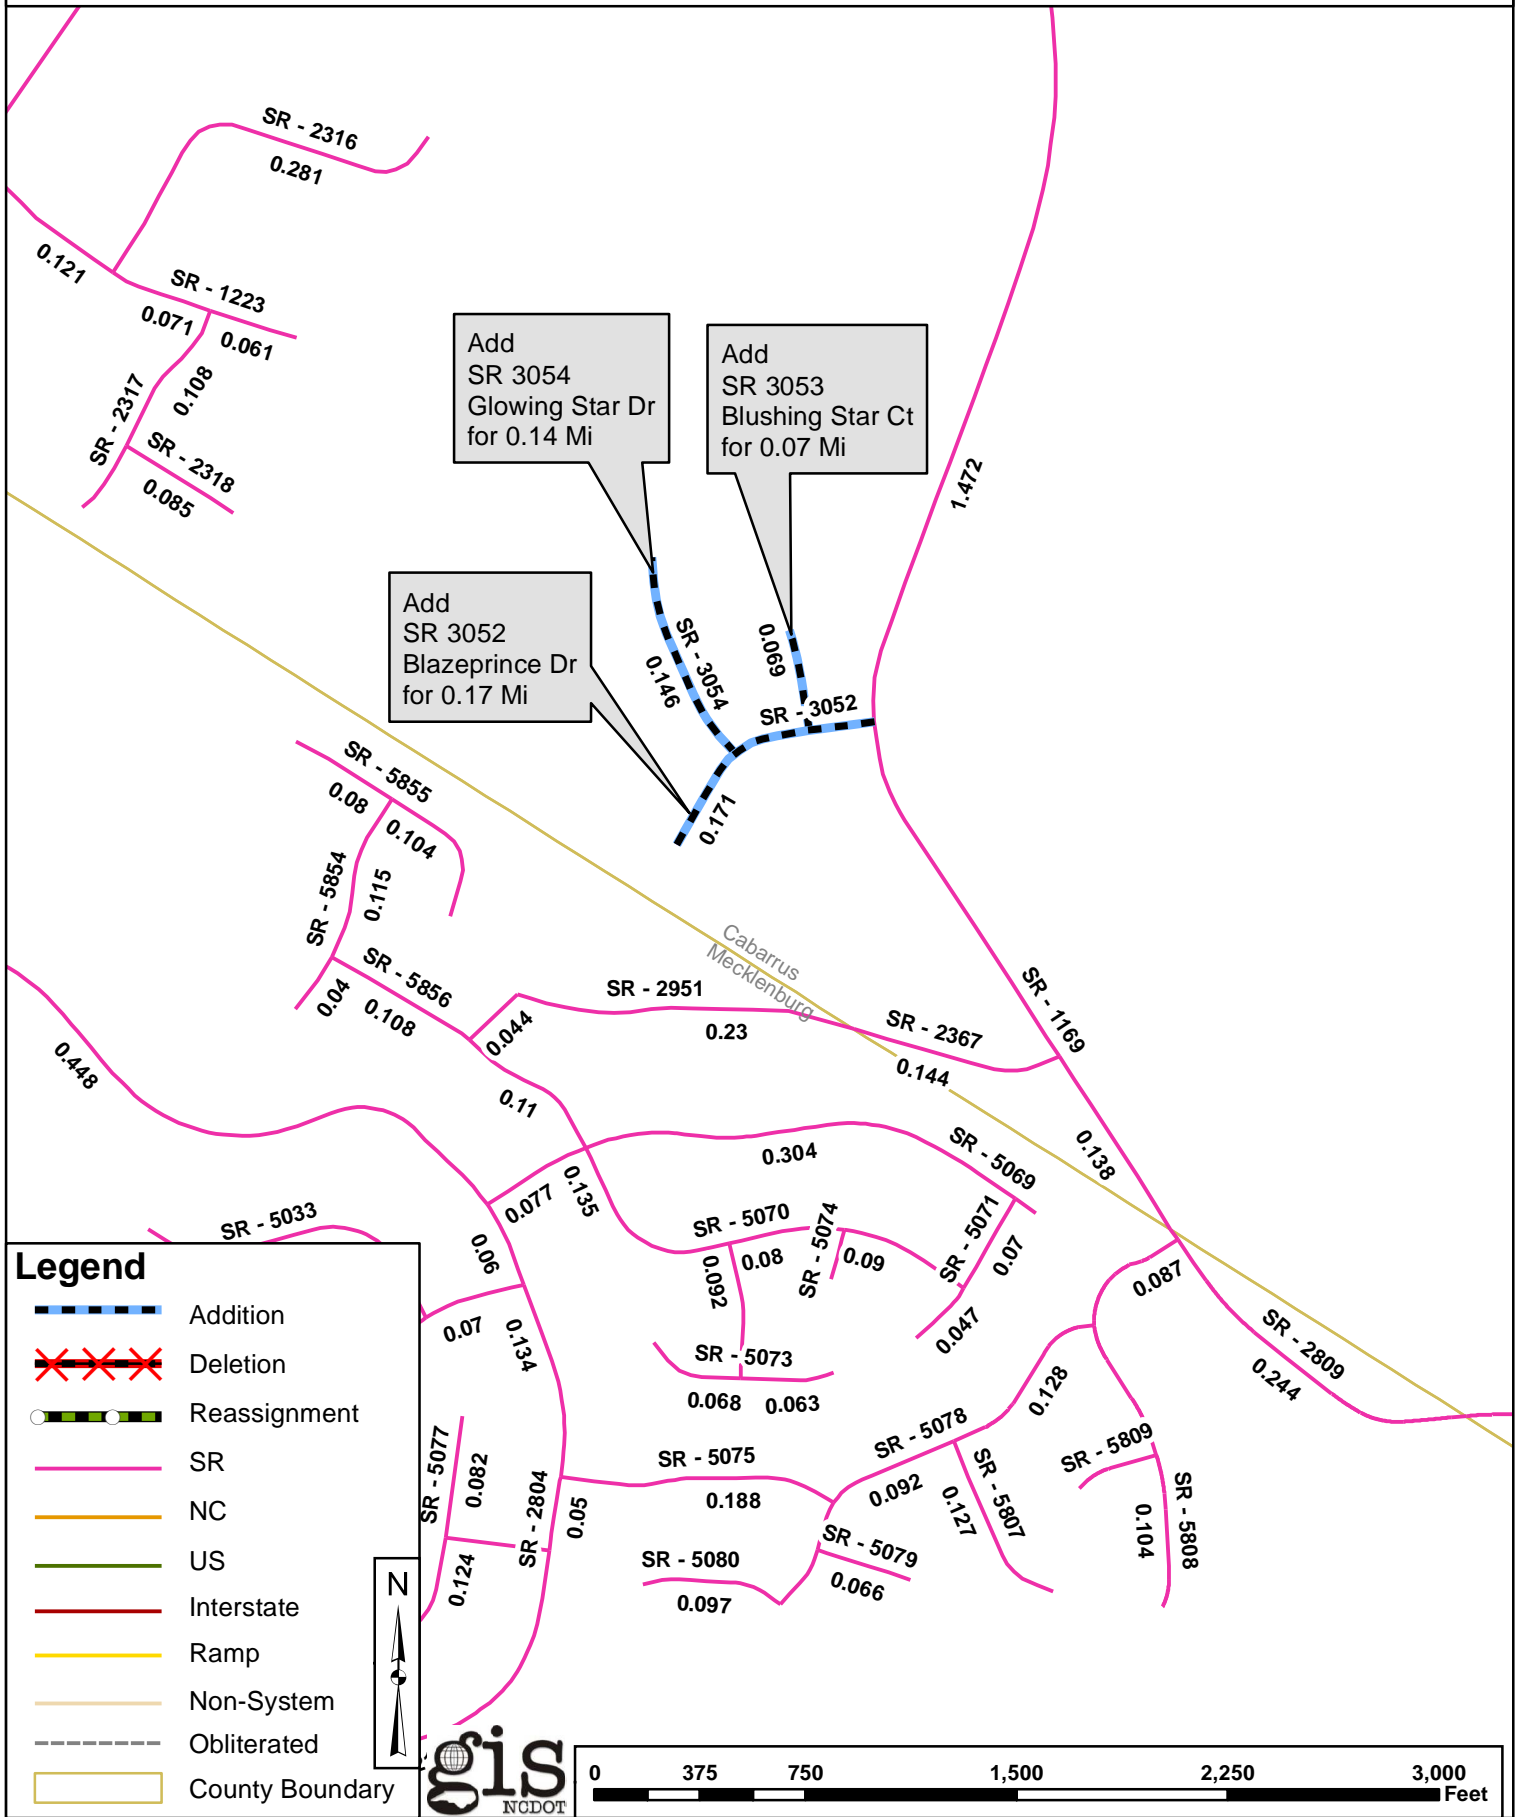 SR - 2316
0.281
0.121
SR - 1223
0.071
0.061
0.108
SR - 2317
SR - 2318
0.085
Add
SR 3054
Glowing Star Dr
for 0.14 Mi
Add
SR 3053
Blushing Star Ct
for 0.07 Mi
1.472
Add
SR 3052
Blazeprince Dr
for 0.17 Mi
SR - 3054
0.146
0.069
SR - 3052
0.171
SR - 5855
0.08
0.104
SR - 5854
0.115
SR - 5856
0.04
0.108
Cabarrus
Mecklenburg
SR - 2951
0.23
0.044
SR - 2367
0.144
SR - 1169
0.138
0.448
0.11
0.304
SR - 5069
0.077
0.135
SR - 5033
0.06
SR - 5070
0.08
SR - 5074
0.09
SR - 5071
0.07
0.092
0.047
0.087
0.07
0.134
SR - 5073
0.068
0.063
SR - 2809
0.244
0.128
SR - 5078
0.092
SR - 5809
SR - 5077
0.082
SR - 2804
0.05
SR - 5075
0.188
0.127
SR - 5807
0.104
SR - 5808
0.124
SR - 5080
0.097
SR - 5079
0.066
Legend
Addition
Deletion
Reassignment
SR
NC
US
Interstate
Ramp
Non-System
Obliterated
County Boundary
N
gis
NCDOT
0 375 750 1,500 2,250 3,000
Feet